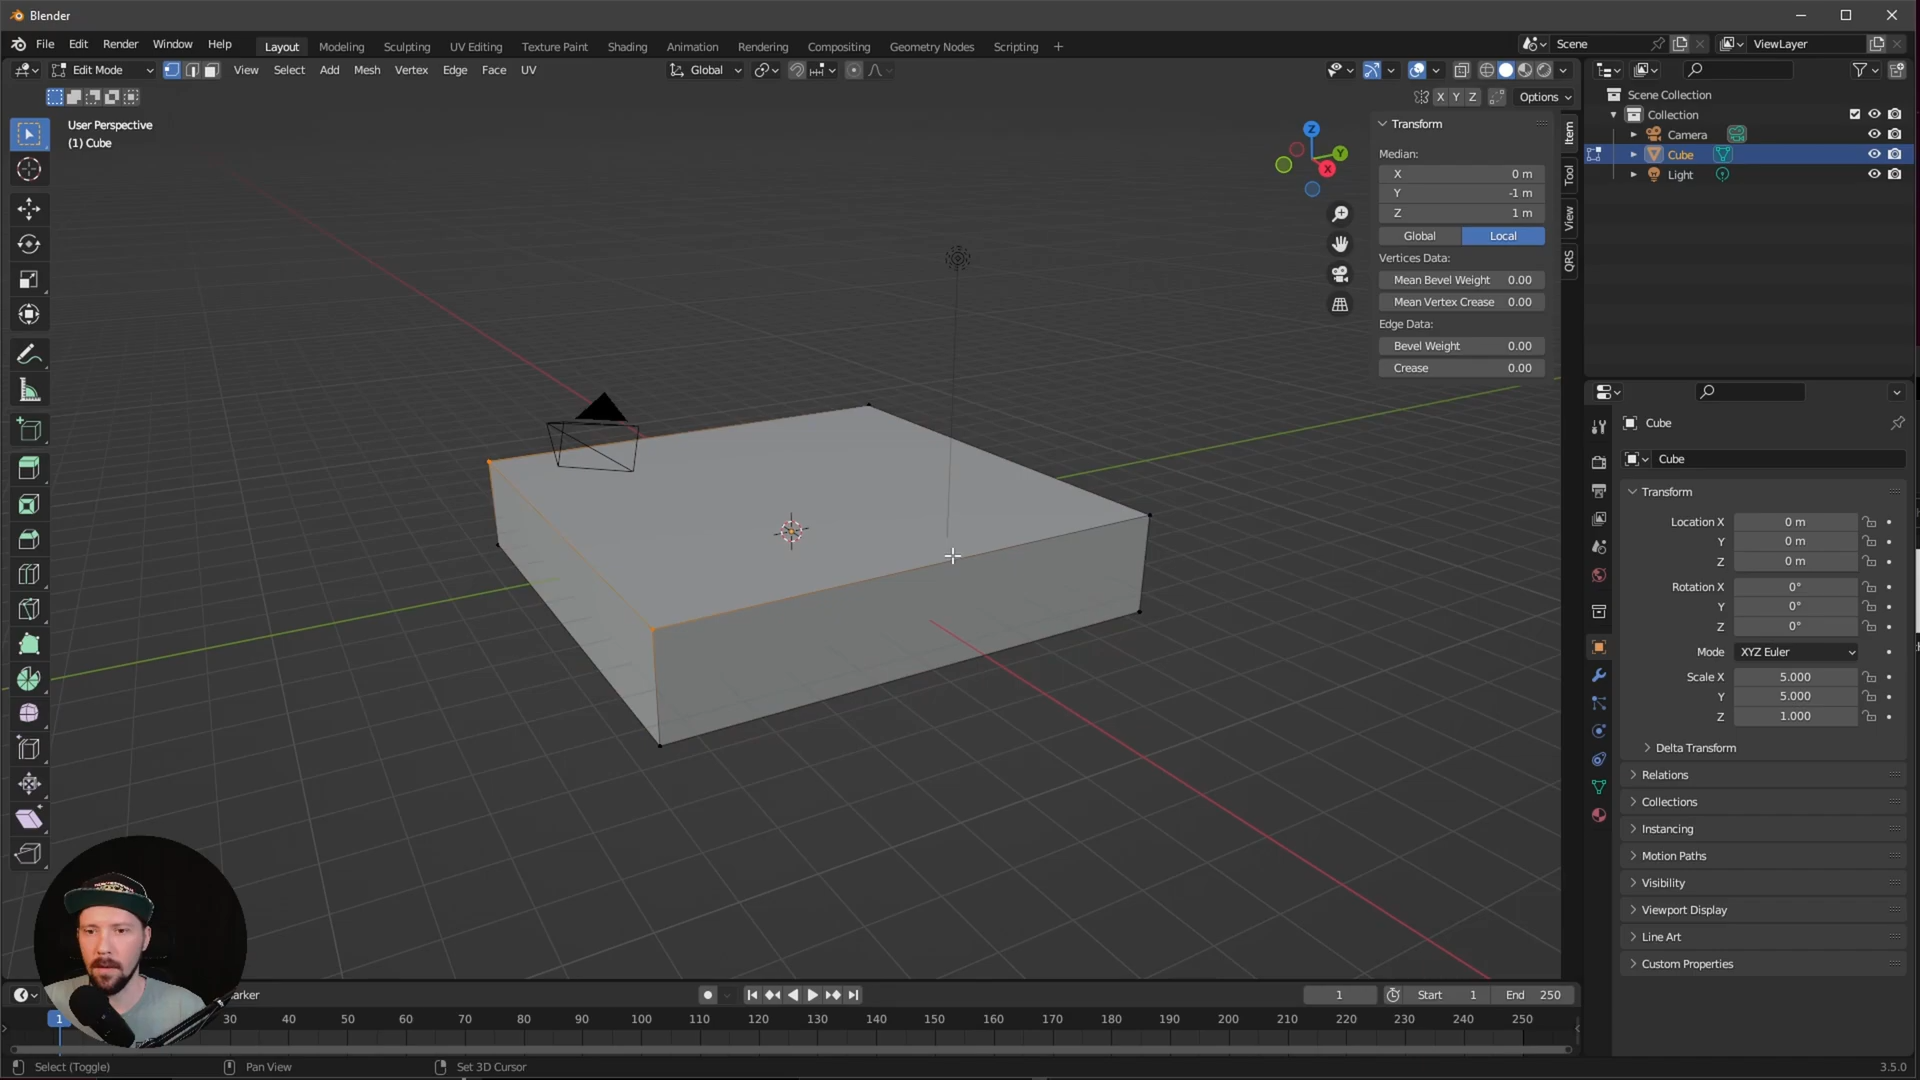 Blender
File Edit Render Window Help Layout Modeling Sculpting UV Editing Texture Paint Shading Animation Rendering Compositing Geometry Nodes Scripting + Scene ViewLayer
Edit Mode View Select Add Mesh Vertex Edge Face UV Global
X Y Z Options
User Perspective
(1) Cube
Z
Y
X
Transform
Median:
X 0 m
Y -1 m
Z 1 m
Global Local
Vertices Data:
Mean Bevel Weight 0.00
Mean Vertex Crease 0.00
Edge Data:
Bevel Weight 0.00
Crease 0.00
Item
Tool
View
QRS
Scene Collection
Collection
Camera
Cube
Light
Cube
Cube
Transform
Location X 0 m
Y 0 m
Z 0 m
Rotation X 0°
Y 0°
Z 0°
Mode XYZ Euler
Scale X 5.000
Y 5.000
Z 1.000
Delta Transform
Relations
Collections
Instancing
Motion Paths
Visibility
Viewport Display
Line Art
Custom Properties
arker 1 Start 1 End 250
1 30 40 50 60 70 80 90 100 110 120 130 140 150 160 170 180 190 200 210 220 230 240 250
Select (Toggle) Pan View Set 3D Cursor 3.5.0